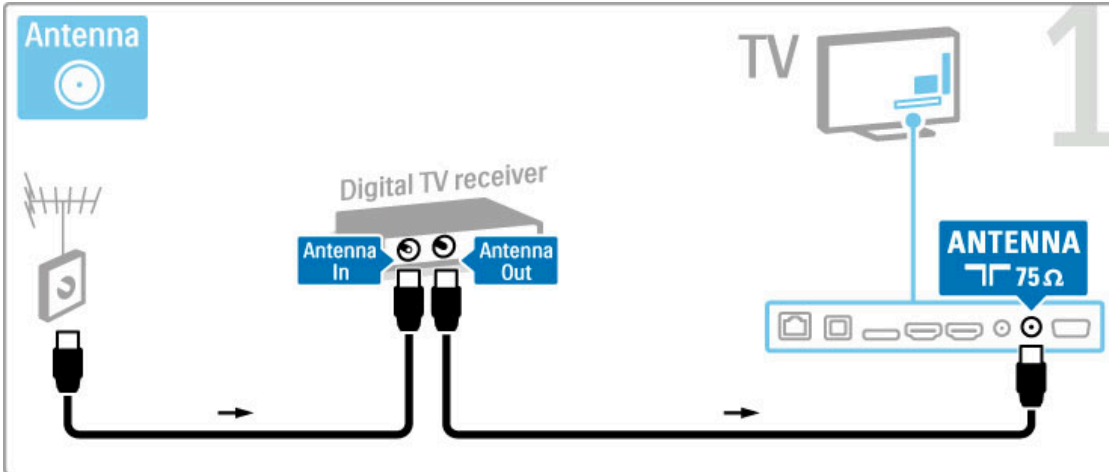 Antenna
TV
1
Digital TV receiver
Antenna
In
Antenna
Out
ANTENNA
75 Ω